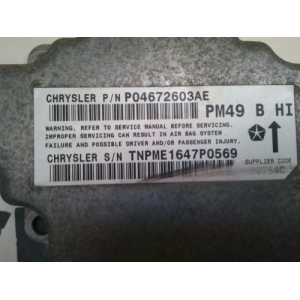 CHRYSLER P/N P04672603AE
PM49 B HI
WARNING. REFER TO SERVICE MANUAL BEFORE SERVICING.
IMPROPER SERVICING CAN RESULT IN AIR BAG SYSTEM
FAILURE AND POSSIBLE DRIVER AND/OR PASSENGER INJURY.
CHRYSLER S/N TNPME1647P0569
SUPPLIER CODE